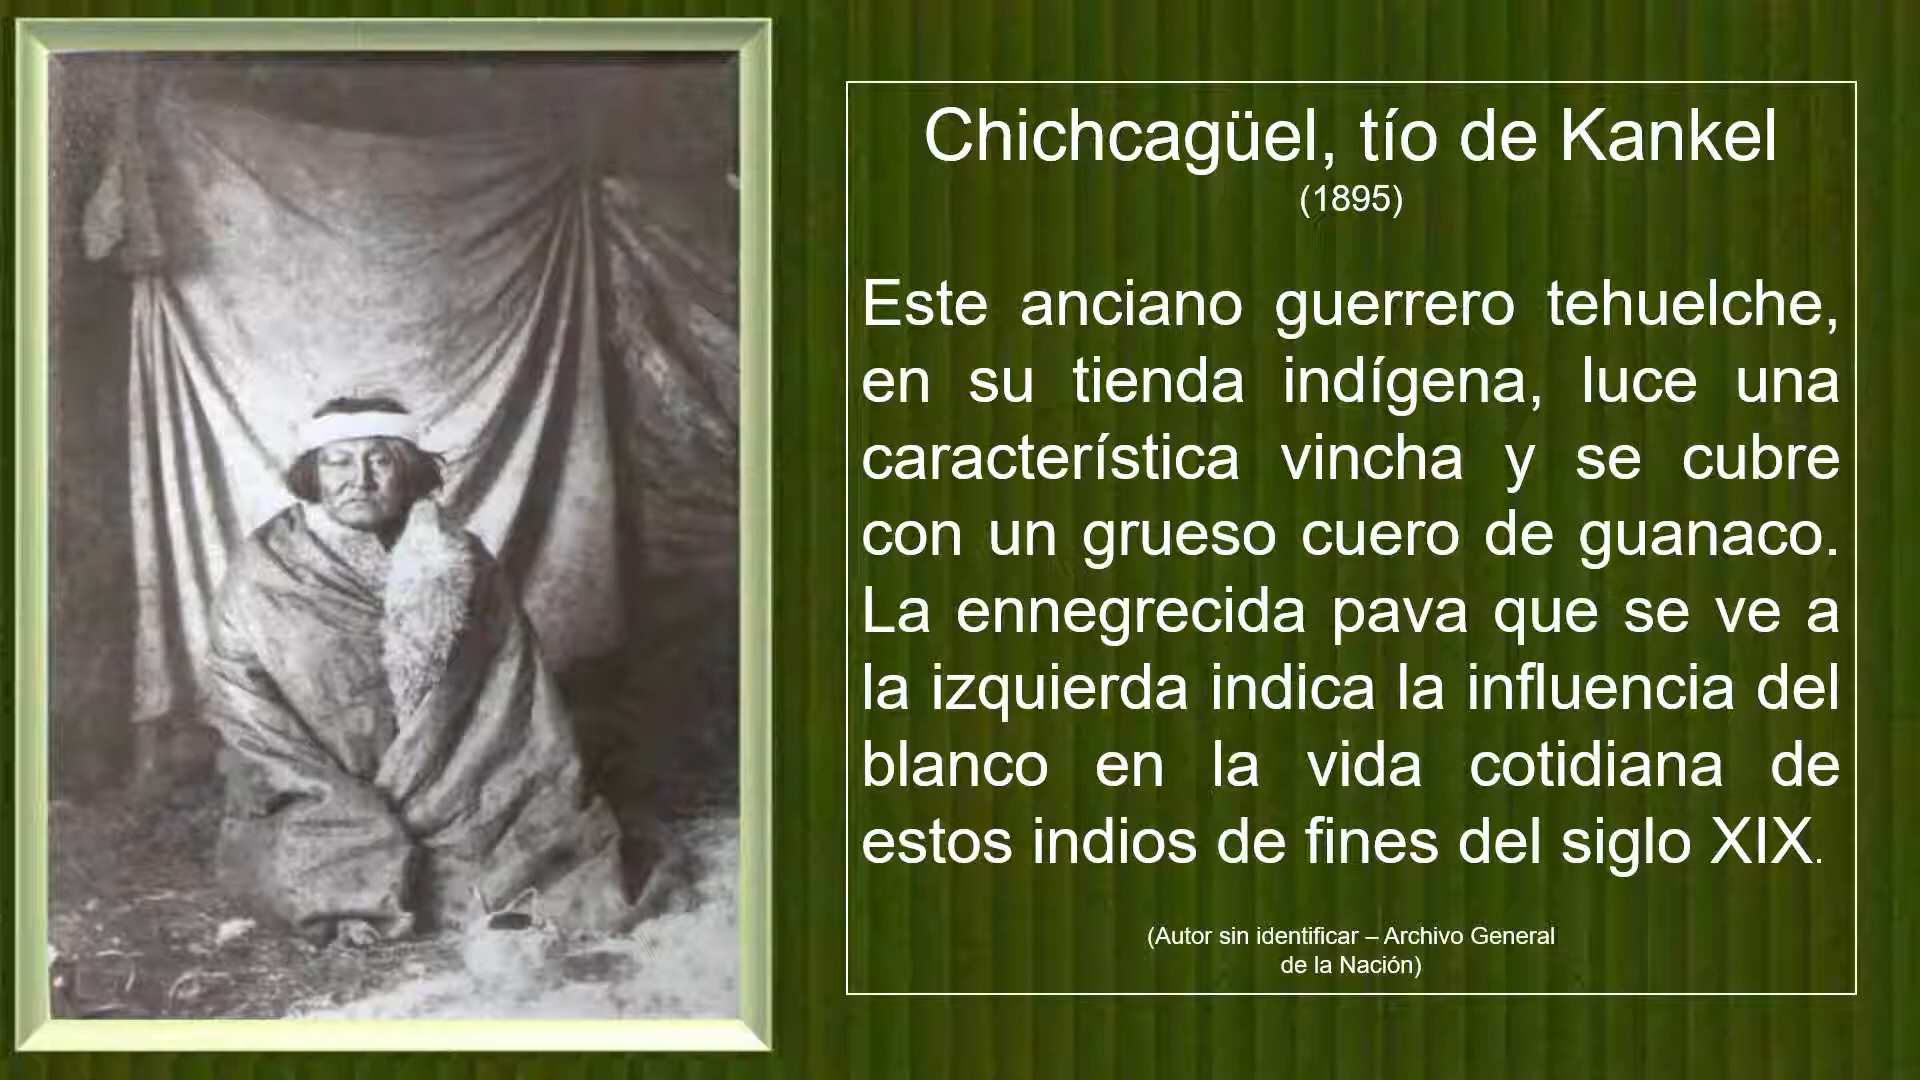 Chichcagüel, tío de Kankel
(1895)
Este anciano guerrero tehuelche,
en su tienda indígena, luce una
característica vincha y se cubre
con un grueso cuero de guanaco.
La ennegrecida pava que se ve a
la izquierda indica la influencia del
blanco en la vida cotidiana de
estos indios de fines del siglo XIX.
(Autor sin identificar – Archivo General
de la Nación)